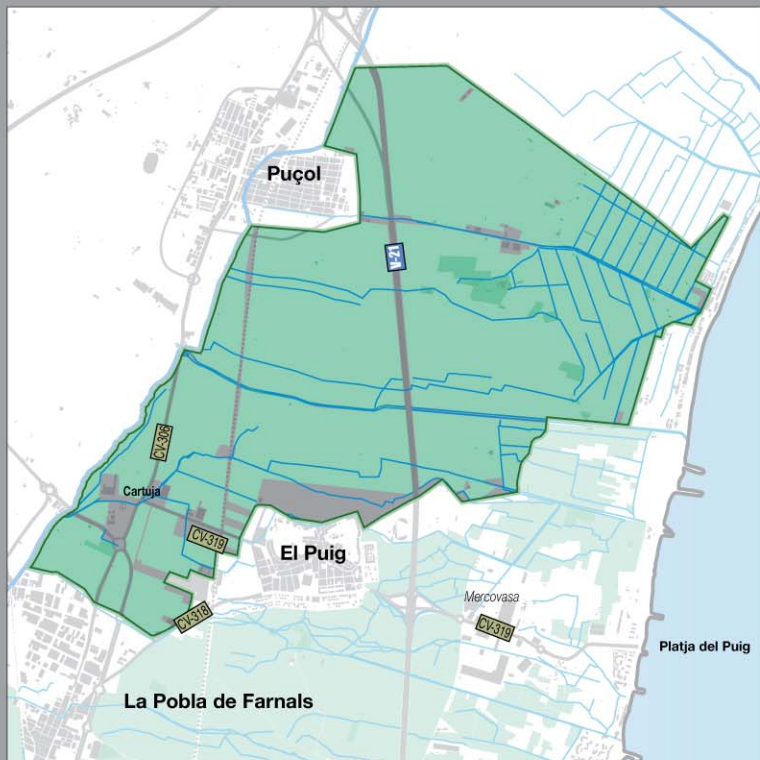 Puçol
V-21
CV-306
Cartuja
CV-319
El Puig
CV-318
Mercovasa
CV-319
Platja del Puig
La Pobla de Farnals